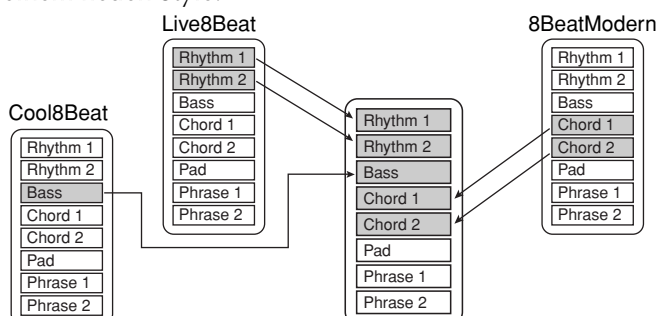 Live8Beat
Rhythm 1
Rhythm 2
Bass
Chord 1
Chord 2
Pad
Phrase 1
Phrase 2
8BeatModern
Rhythm 1
Rhythm 2
Bass
Chord 1
Chord 2
Pad
Phrase 1
Phrase 2
Cool8Beat
Rhythm 1
Rhythm 2
Bass
Chord 1
Chord 2
Pad
Phrase 1
Phrase 2
Rhythm 1
Rhythm 2
Bass
Chord 1
Chord 2
Pad
Phrase 1
Phrase 2